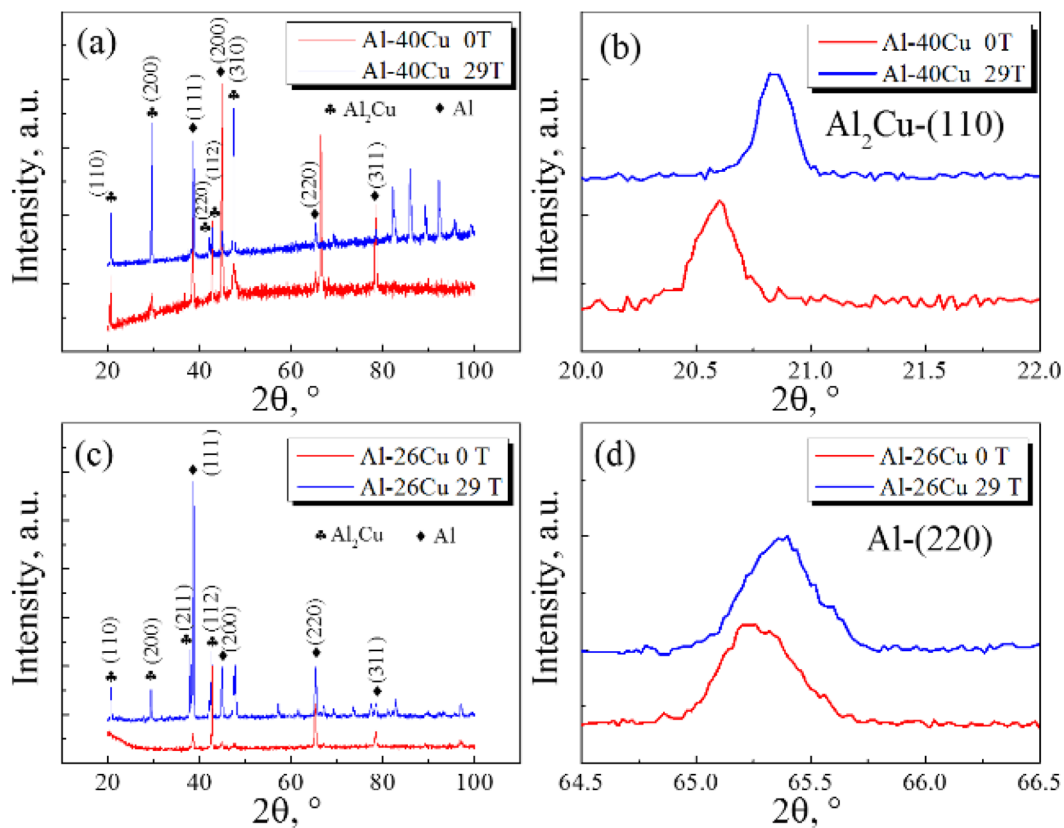 (a)
Al-40Cu 0T
Al-40Cu 29T
♣ Al₂Cu ♦ Al
(110)
(200)
(111)
(220)
(112)
(200)
(310)
(220)
(311)
Intensity, a.u.
20 40 60 80 100
2θ, °
(b)
Al-40Cu 0T
Al-40Cu 29T
Al₂Cu-(110)
Intensity, a.u.
20.0 20.5 21.0 21.5 22.0
2θ, °
(c)
Al-26Cu 0 T
Al-26Cu 29 T
♣ Al₂Cu ♦ Al
(110)
(200)
(211)
(111)
(112)
(200)
(220)
(311)
Intensity, a.u.
20 40 60 80 100
2θ, °
(d)
Al-26Cu 0 T
Al-26Cu 29 T
Al-(220)
Intensity, a.u.
64.5 65.0 65.5 66.0 66.5
2θ, °